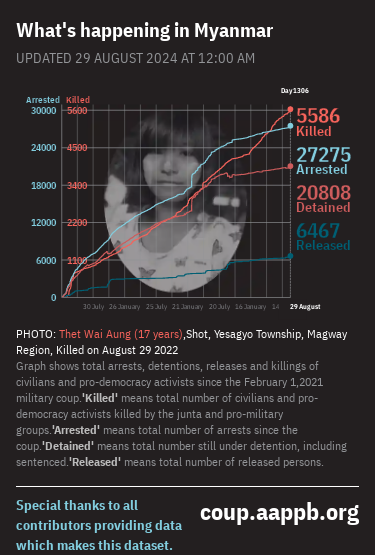 What's happening in Myanmar
UPDATED 29 AUGUST 2024 AT 12:00 AM
Day1306
Arrested Killed
30000 5600
24000 4500
18000 3400
12000 2200
6000 1100
0
5586
Killed
27275
Arrested
20808
Detained
6467
Released
30 July 26 January 25 July 21 January 20 July 16 January 14 29 August
PHOTO: Thet Wai Aung (17 years),Shot, Yesagyo Township, Magway
Region, Killed on August 29 2022
Graph shows total arrests, detentions, releases and killings of
civilians and pro-democracy activists since the February 1,2021
military coup.'Killed' means total number of civilians and pro-
democracy activists killed by the junta and pro-military
groups.'Arrested' means total number of arrests since the
coup.'Detained' means total number still under detention, including
sentenced.'Released' means total number of released persons.
Special thanks to all
contributors providing data
which makes this dataset.
coup.aappb.org